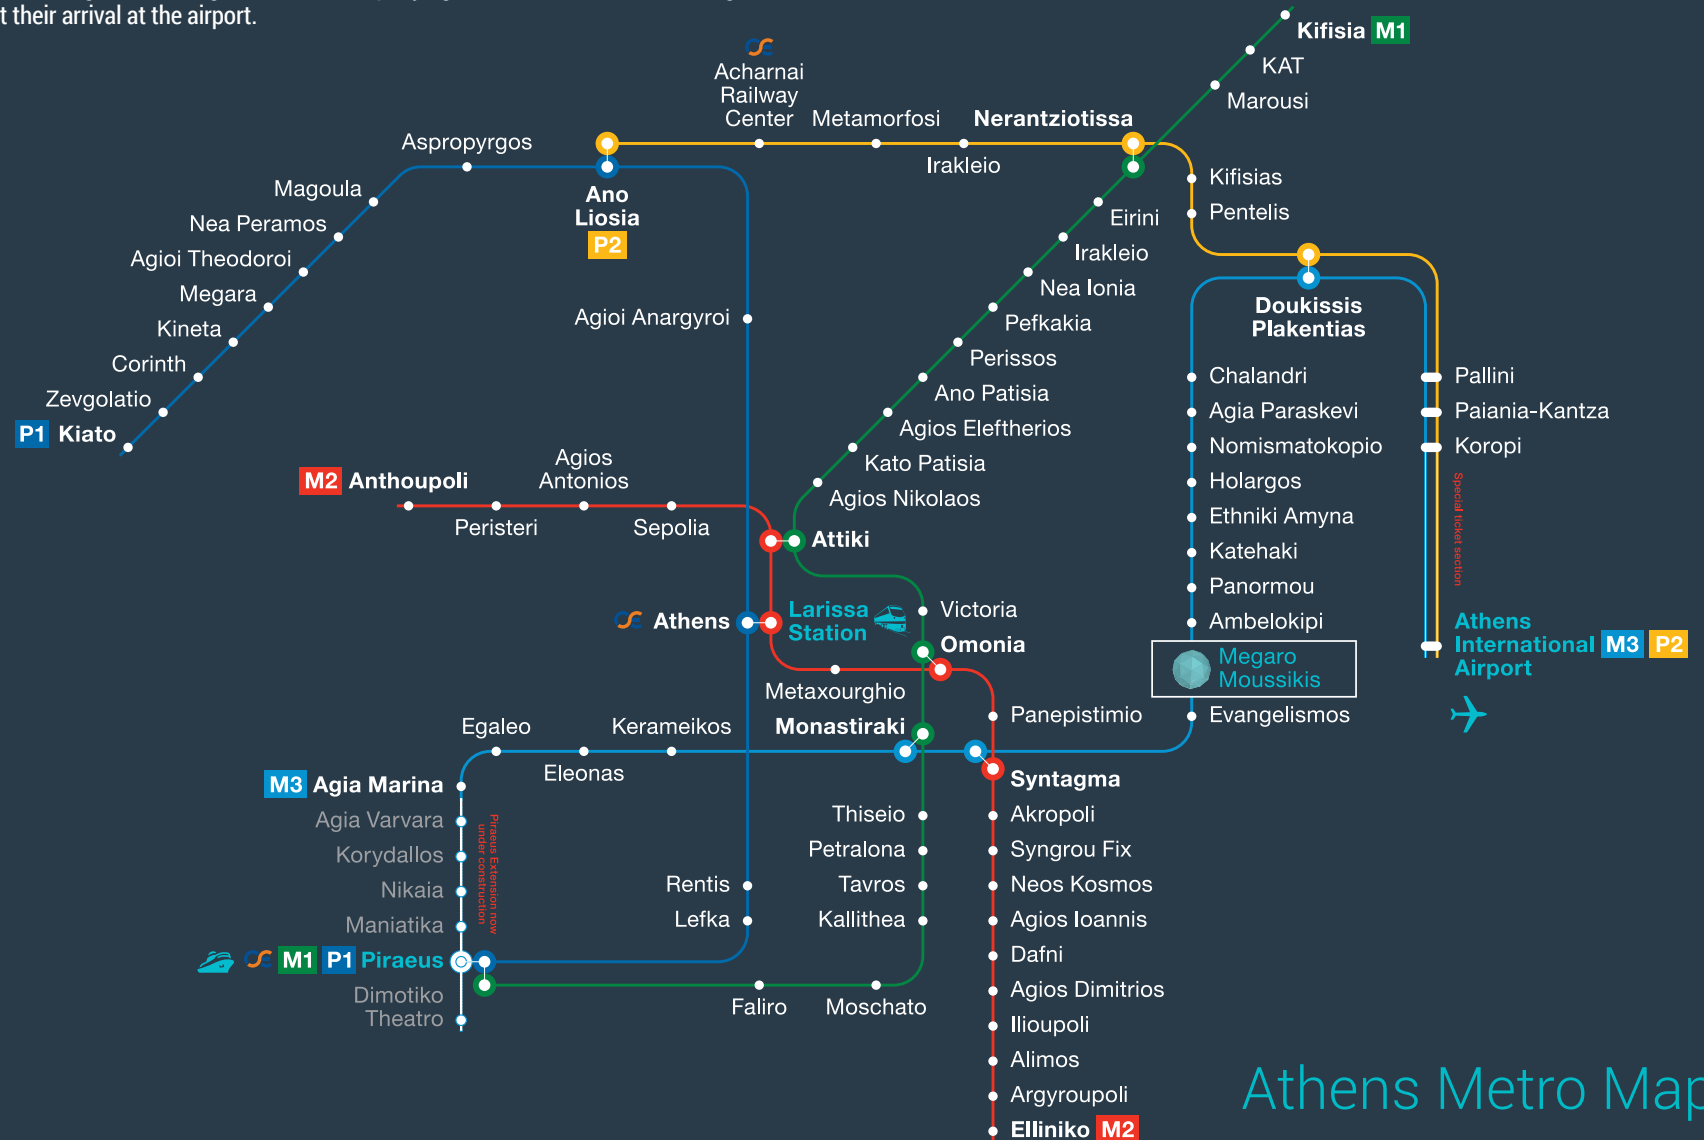 t their arrival at the airport.
Kifisia M1
KAT
Marousi
Acharnai
Railway
Center
Metamorfosi
Nerantziotissa
Irakleio
Aspropyrgos
Magoula
Nea Peramos
Agioi Theodoroi
Megara
Kineta
Corinth
Zevgolatio
P1 Kiato
Ano
Liosia
P2
Agioi Anargyroi
Kifisias
Pentelis
Eirini
Irakleio
Nea Ionia
Pefkakia
Perissos
Ano Patisia
Agios Eleftherios
Kato Patisia
Agios Nikolaos
Doukissis
Plakentias
Chalandri
Agia Paraskevi
Nomismatokopio
Holargos
Ethniki Amyna
Katehaki
Panormou
Ambelokipi
Megaro
Moussikis
Evangelismos
Pallini
Paiania-Kantza
Koropi
Special ticket section
Athens
International M3 P2
Airport
M2 Anthoupoli
Peristeri
Agios
Antonios
Sepolia
Attiki
Athens
Larissa
Station
Victoria
Omonia
Metaxourghio
Panepistimio
Monastiraki
Syntagma
Egaleo
Eleonas
Kerameikos
M3 Agia Marina
Agia Varvara
Korydallos
Nikaia
Maniatika
Piraeus Extension now
under construction
M1 P1 Piraeus
Dimotiko
Theatro
Rentis
Lefka
Thiseio
Petralona
Tavros
Kallithea
Faliro
Moschato
Akropoli
Syngrou Fix
Neos Kosmos
Agios Ioannis
Dafni
Agios Dimitrios
Ilioupoli
Alimos
Argyroupoli
Elliniko M2
Athens Metro Map